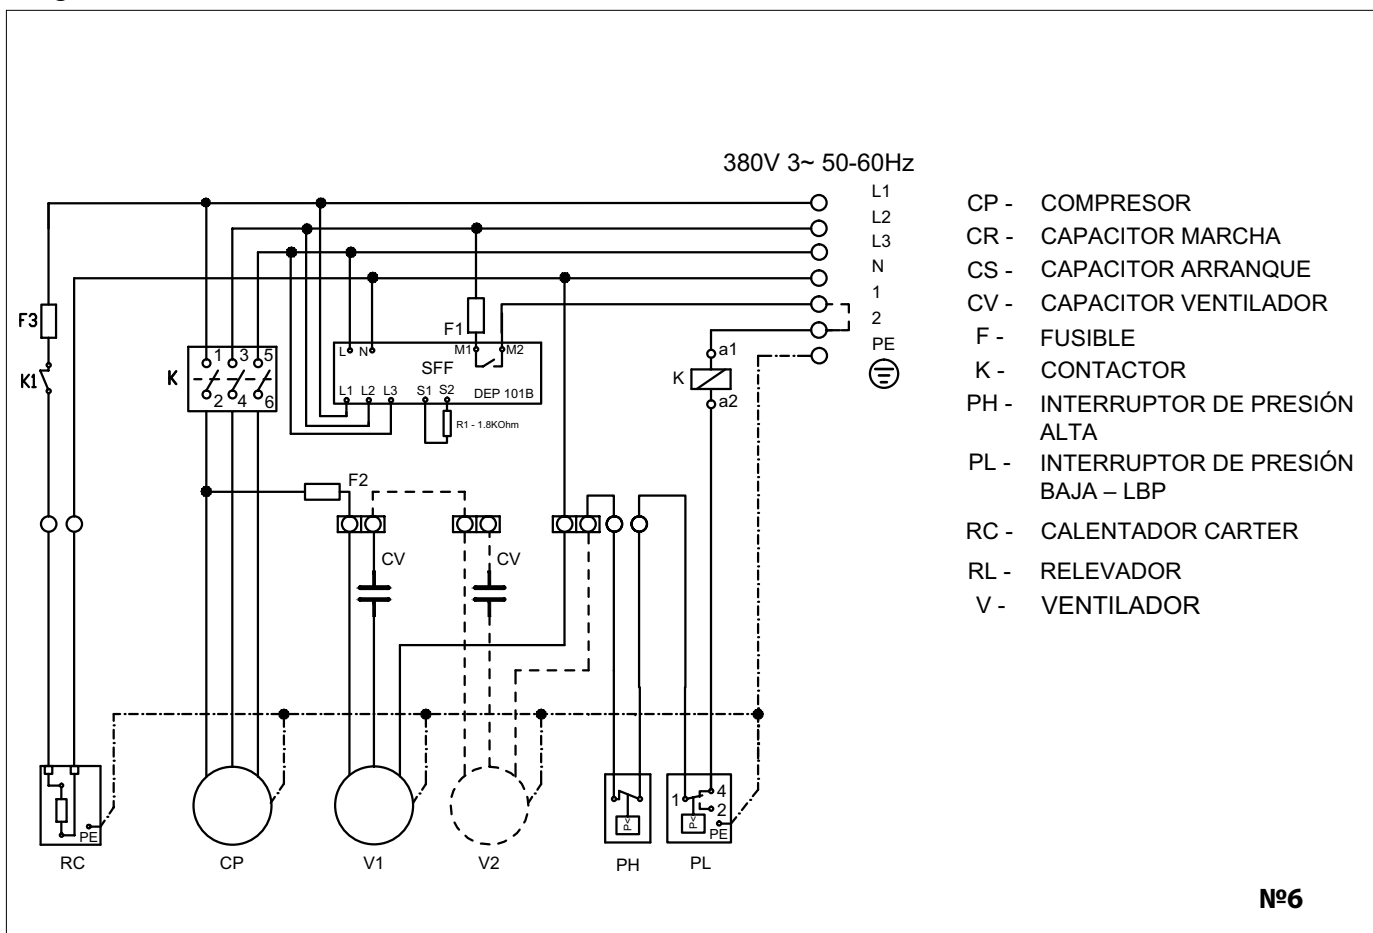 380V 3~ 50-60Hz
L1
L2
L3
N
1
2
PE
F3
K1
K
1 3 5
2 4 6
L N
F1
M1 M2
SFF
L1 L2 L3 S1 S2
DEP 101B
R1 - 1.8KOhm
K
a1
a2
F2
CV
CV
PE
1
4
2
PE
P<
P<
RC
CP
V1
V2
PH
PL
CP - COMPRESOR
CR - CAPACITOR MARCHA
CS - CAPACITOR ARRANQUE
CV - CAPACITOR VENTILADOR
F - FUSIBLE
K - CONTACTOR
PH - INTERRUPTOR DE PRESIÓN
ALTA
PL - INTERRUPTOR DE PRESIÓN
BAJA – LBP
RC - CALENTADOR CARTER
RL - RELEVADOR
V - VENTILADOR
Nº6